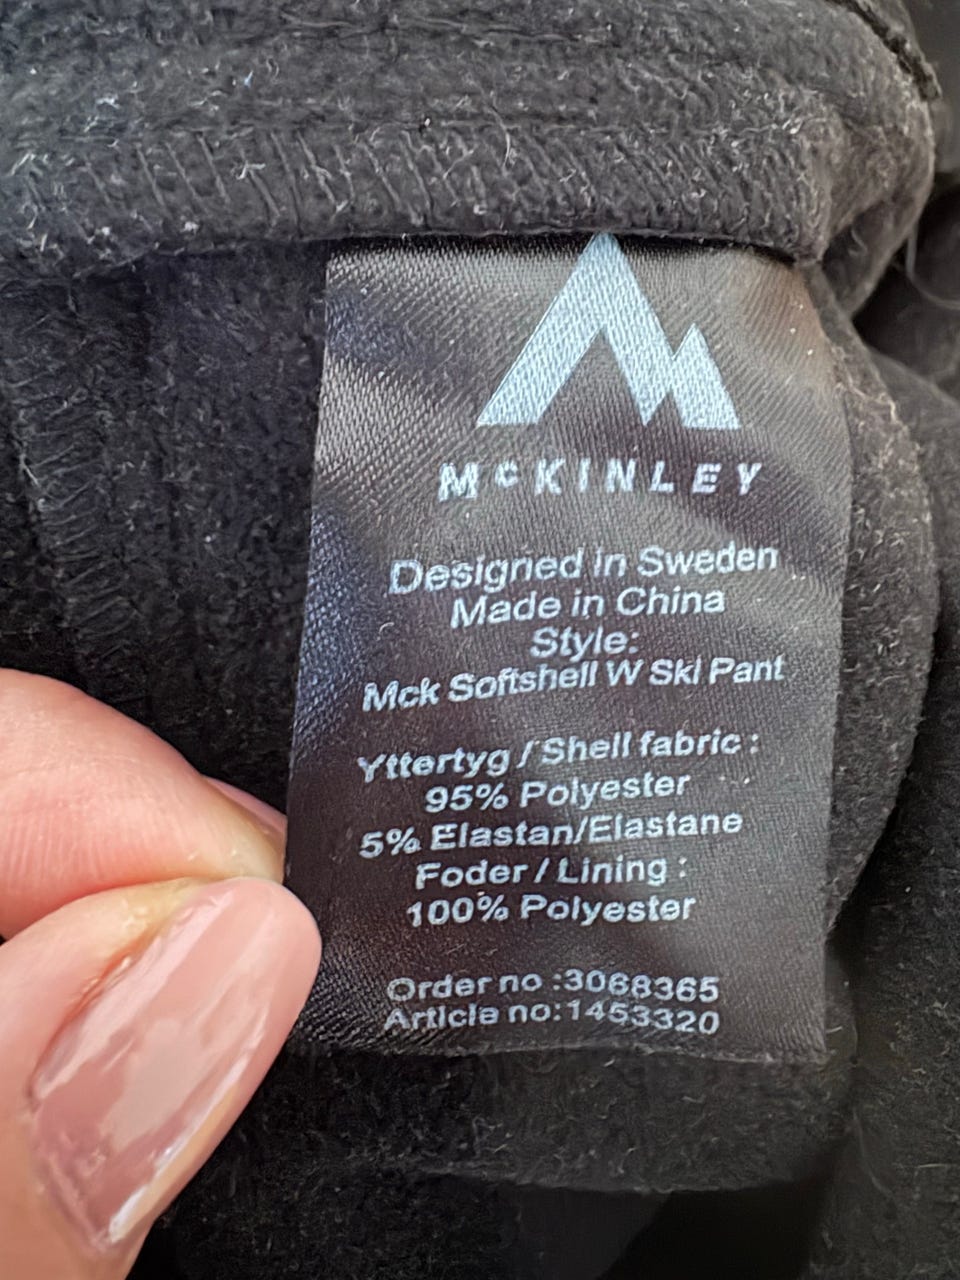 McKINLEY
Designed in Sweden
Made in China
Style:
Mck Softshell W Ski Pant
Yttertyg / Shell fabric :
95% Polyester
5% Elastan/Elastane
Foder / Lining :
100% Polyester
Order no :3068365
Article no:1453320